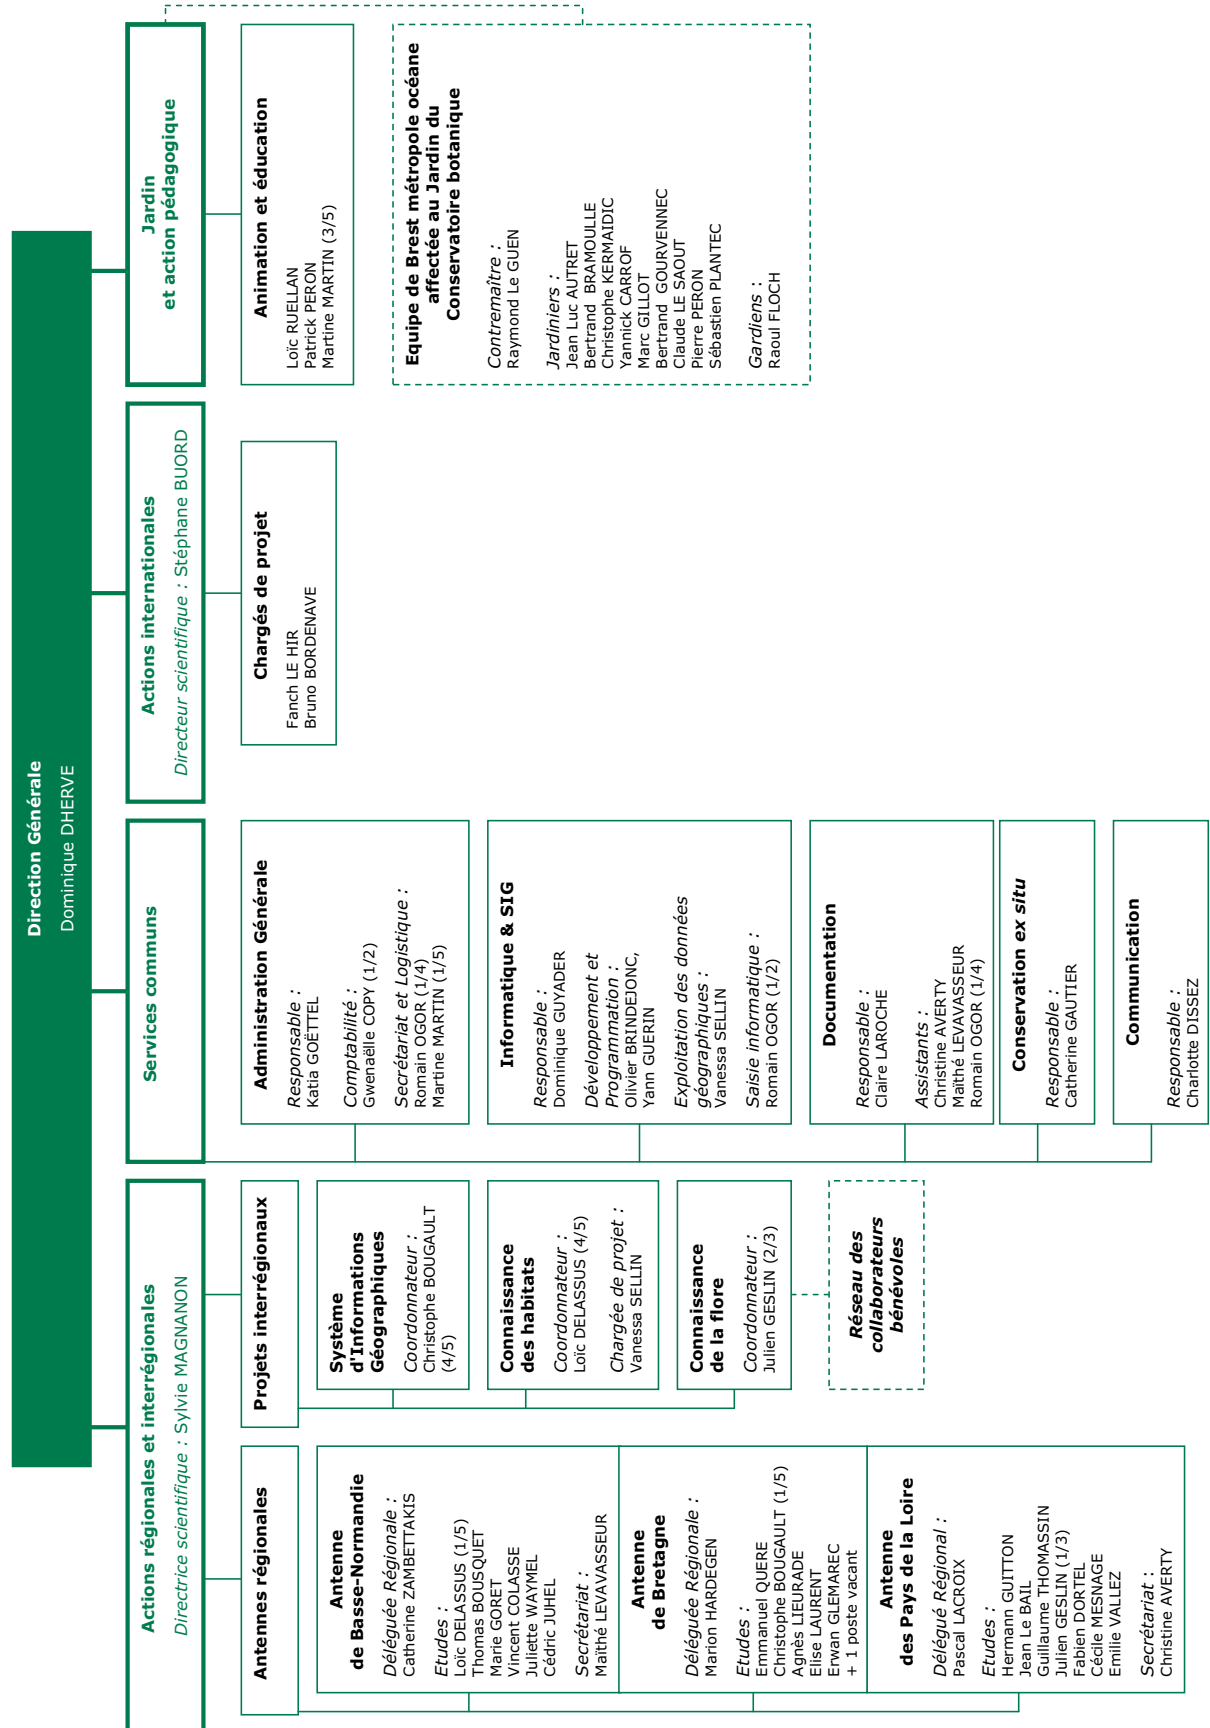 Direction Générale
Dominique DHERVE
Actions régionales et interrégionales
Directrice scientifique : Sylvie MAGNANON
Antennes régionales
Antenne
de Basse-Normandie
Déléguée Régionale :
Catherine ZAMBETTAKIS
Etudes :
Loïc DELASSUS (1/5)
Thomas BOUSQUET
Marie GORET
Vincent COLASSE
Juliette WAYMEL
Cédric JUHEL
Secrétariat :
Maïthé LEVAVASSEUR
Antenne
de Bretagne
Déléguée Régionale :
Marion HARDEGEN
Etudes :
Emmanuel QUERE
Christophe BOUGAULT (1/5)
Agnès LIEURADE
Elise LAURENT
Erwan GLEMAREC
+ 1 poste vacant
Antenne
des Pays de la Loire
Délégué Régional :
Pascal LACROIX
Etudes :
Hermann GUITTON
Jean Le BAIL
Guillaume THOMASSIN
Julien GESLIN (1/3)
Fabien DORTEL
Cécile MESNAGE
Emilie VALLEZ
Secrétariat :
Christine AVERTY
Projets interrégionaux
Système
d'Informations
Géographiques
Coordonnateur :
Christophe BOUGAULT
(4/5)
Connaissance
des habitats
Coordonnateur :
Loïc DELASSUS (4/5)
Chargée de projet :
Vanessa SELLIN
Connaissance
de la flore
Coordonnateur :
Julien GESLIN (2/3)
Réseau des
collaborateurs
bénévoles
Services communs
Administration Générale
Responsable :
Katia GOËTTEL
Comptabilité :
Gwenaëlle COPY (1/2)
Secrétariat et Logistique :
Romain OGOR (1/4)
Martine MARTIN (1/5)
Informatique & SIG
Responsable :
Dominique GUYADER
Dévéloppement et
Programmation :
Olivier BRINDEJONC,
Yann GUERIN
Exploitation des données
géographiques :
Vanessa SELLIN
Saisie informatique :
Romain OGOR (1/2)
Documentation
Responsable :
Claire LAROCHE
Assistants :
Christine AVERTY
Maïthé LEVAVASSEUR
Romain OGOR (1/4)
Conservation ex situ
Responsable :
Catherine GAUTIER
Communication
Responsable :
Charlotte DISSEZ
Actions internationales
Directeur scientifique : Stéphane BUORD
Chargés de projet
Fanch LE HIR
Bruno BORDENAVE
Jardin
et action pédagogique
Animation et éducation
Loïc RUELLAN
Patrick PERON
Martine MARTIN (3/5)
Equipe de Brest métropole océane
affectée au Jardin du
Conservatoire botanique
Contremaître :
Raymond Le GUEN
Jardiniers :
Jean Luc AUTRET
Bertrand BRAMOULLE
Christophe KERMAIDIC
Yannick CARROF
Marc GILLOT
Bertrand GOURVENNEC
Claude LE SAOUT
Pierre PERON
Sébastien PLANTEC
Gardiens :
Raoul FLOCH